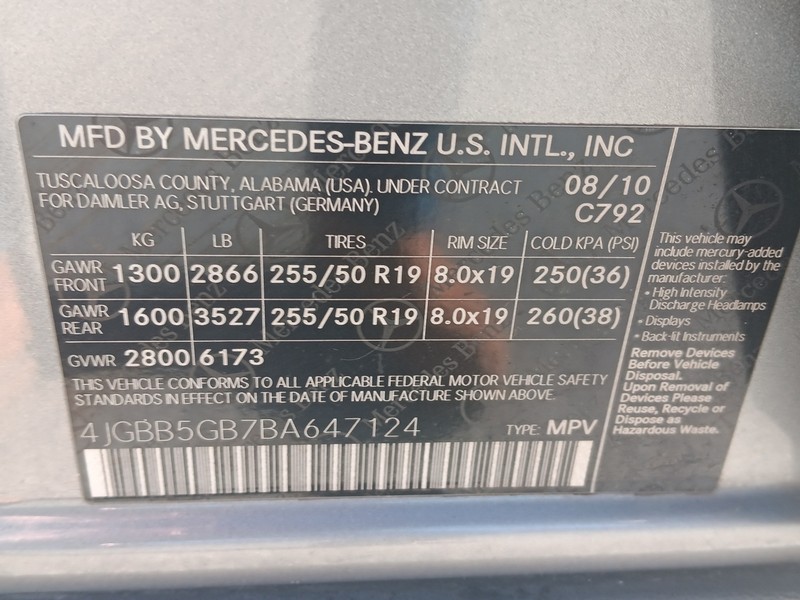 MFD BY MERCEDES-BENZ U.S. INTL., INC
TUSCALOOSA COUNTY, ALABAMA (USA). UNDER CONTRACT
FOR DAIMLER AG, STUTTGART (GERMANY)
08/10
C792
KG LB TIRES RIM SIZE COLD KPA (PSI)
GAWR FRONT 1300 2866 255/50 R19 8.0x19 250(36)
GAWR REAR 1600 3527 255/50 R19 8.0x19 260(38)
GVWR 2800 6173
THIS VEHICLE CONFORMS TO ALL APPLICABLE FEDERAL MOTOR VEHICLE SAFETY
STANDARDS IN EFFECT ON THE DATE OF MANUFACTURE SHOWN ABOVE.
4JGBB5GB7BA647124 TYPE: MPV
This vehicle may
include mercury-added
devices installed by the
manufacturer:
• High Intensity
Discharge Headlamps
• Displays
• Back-lit Instruments
Remove Devices
Before Vehicle
Disposal.
Upon Removal of
Devices Please
Reuse, Recycle or
Dispose as
Hazardous Waste.